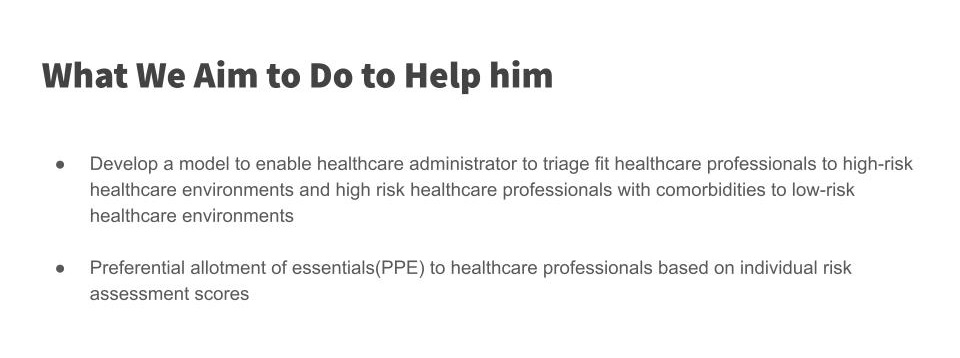 What We Aim to Do to Help him
● Develop a model to enable healthcare administrator to triage fit healthcare professionals to high-risk
healthcare environments and high risk healthcare professionals with comorbidities to low-risk
healthcare environments
● Preferential allotment of essentials(PPE) to healthcare professionals based on individual risk
assessment scores